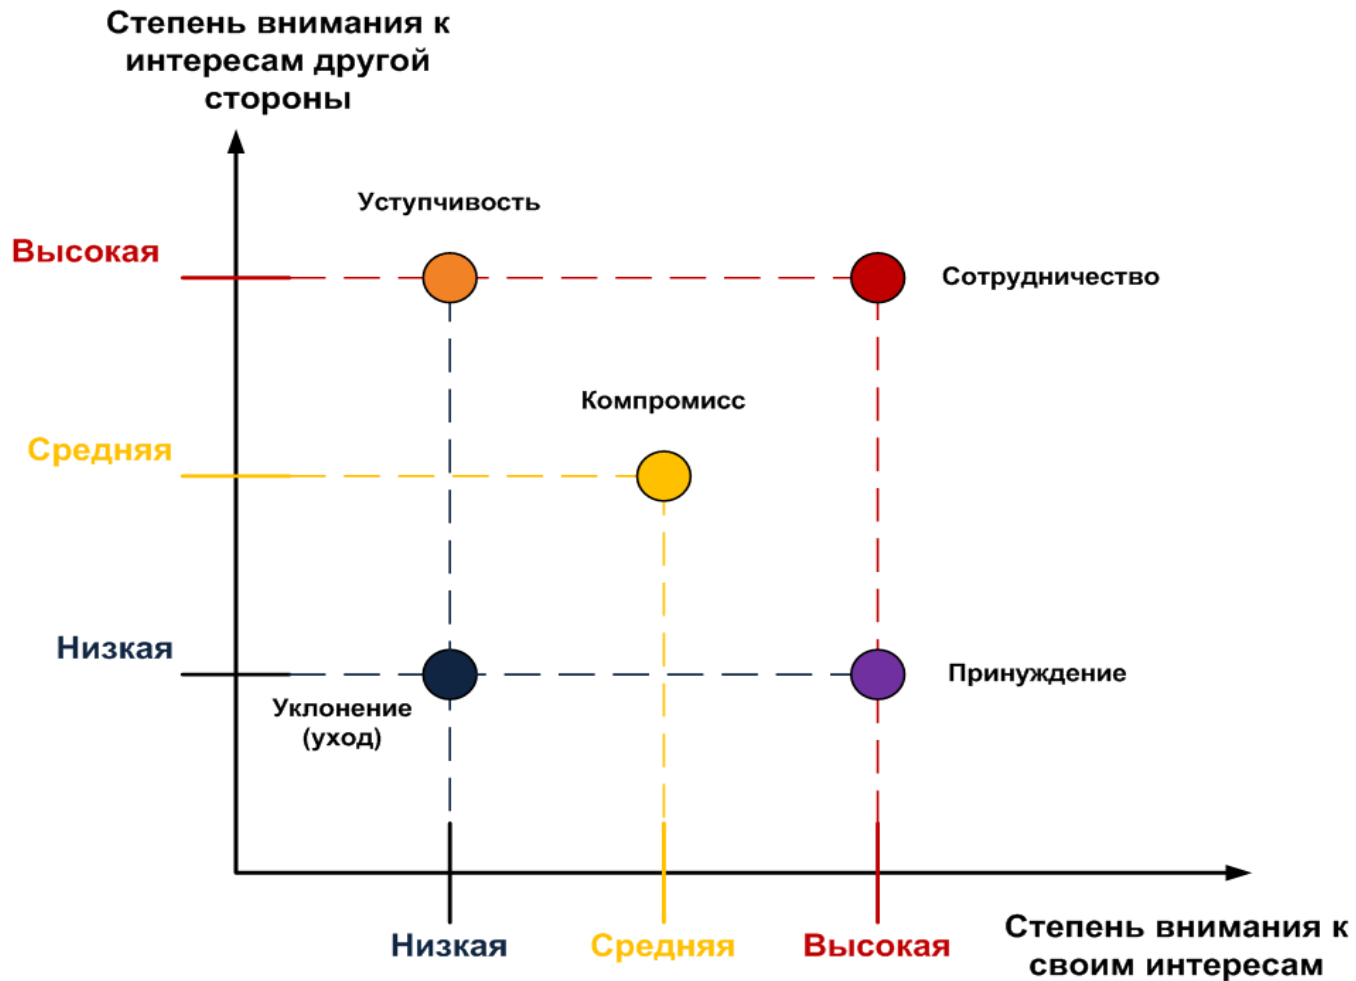 Степень внимания к
интересам другой
стороны
Уступчивость
Высокая
Сотрудничество
Компромисс
Средняя
Низкая
Принуждение
Уклонение
(уход)
Низкая
Средняя
Высокая
Степень внимания к
своим интересам